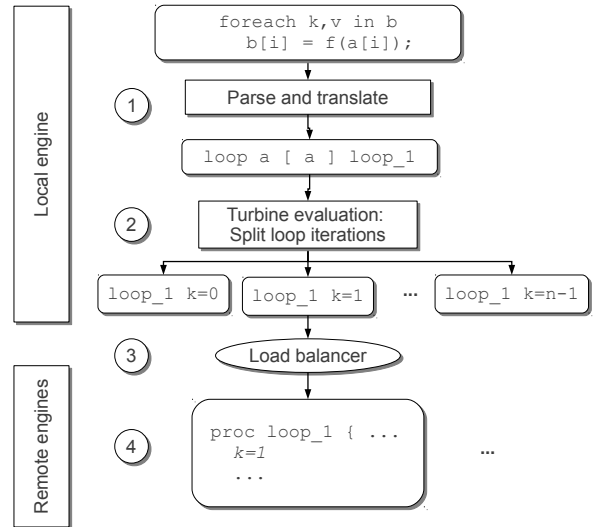 foreach k,v in b
b[i] = f(a[i]);
Local engine
1
Parse and translate
loop a [ a ] loop_1
2
Turbine evaluation:
Split loop iterations
loop_1 k=0
loop_1 k=1
...
loop_1 k=n-1
3
Load balancer
Remote engines
4
proc loop_1 { ...
k=1
...
...